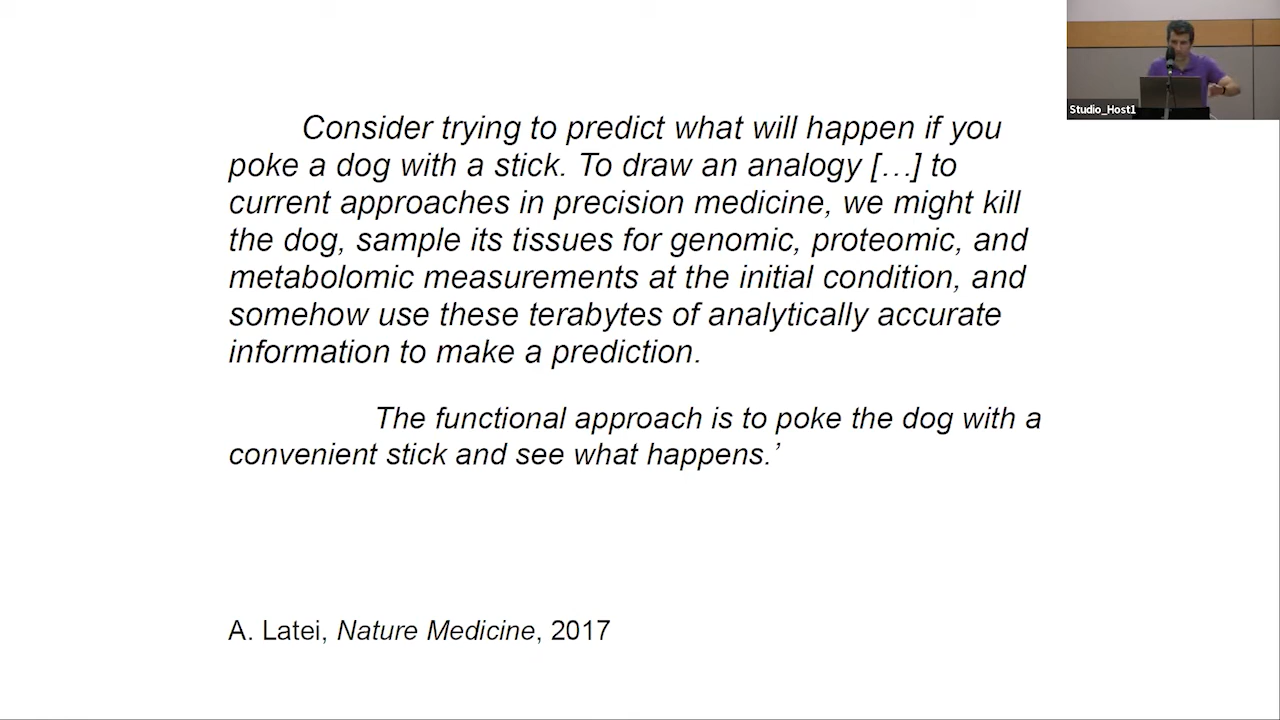 Studio_Host1
Consider trying to predict what will happen if you
poke a dog with a stick. To draw an analogy […] to
current approaches in precision medicine, we might kill
the dog, sample its tissues for genomic, proteomic, and
metabolomic measurements at the initial condition, and
somehow use these terabytes of analytically accurate
information to make a prediction.
The functional approach is to poke the dog with a
convenient stick and see what happens.’
A. Latei, Nature Medicine, 2017